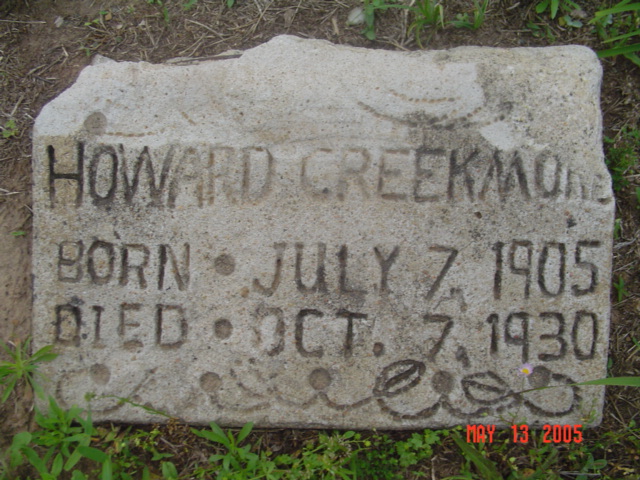 HOWARD CREEKMORE
BORN • JULY 7, 1905
DIED • OCT. 7, 1930
MAY 13 2005